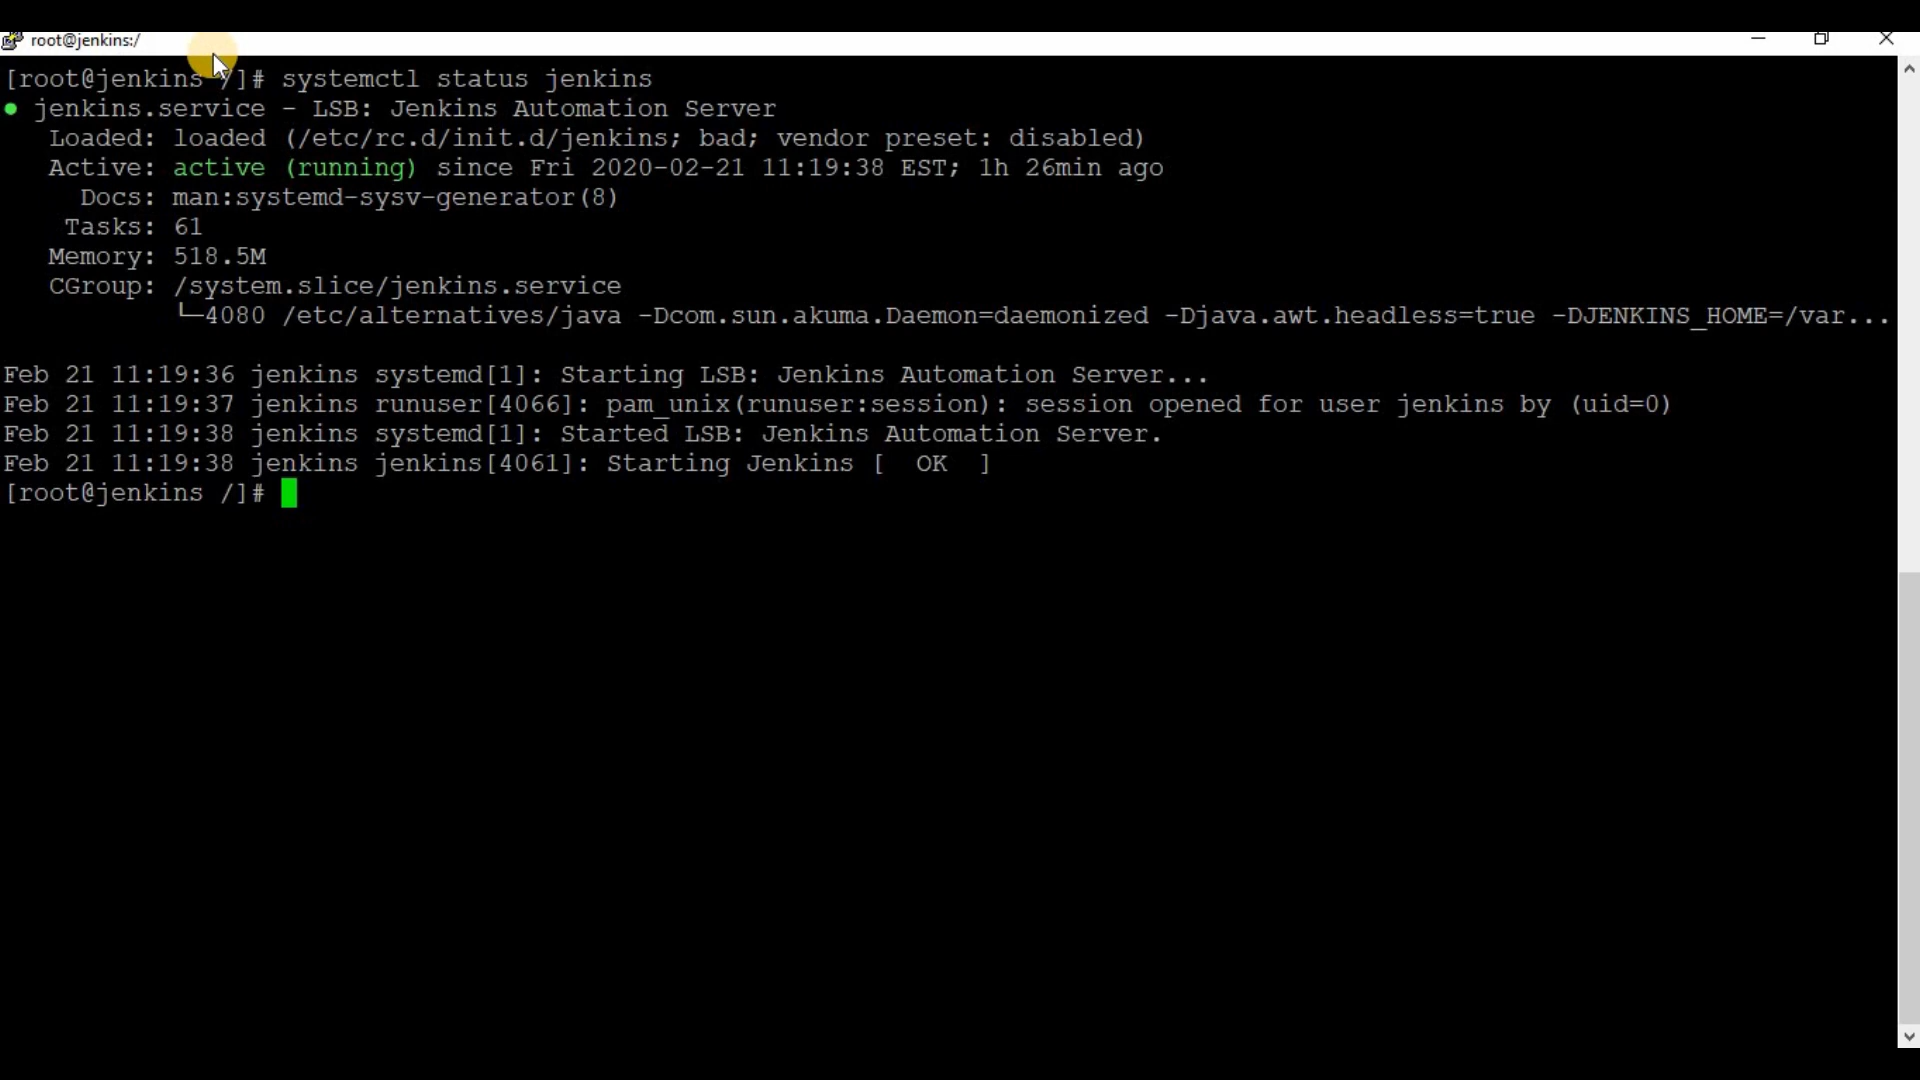 root@jenkins:/
[root@jenkins /]# systemctl status jenkins
● jenkins.service - LSB: Jenkins Automation Server
   Loaded: loaded (/etc/rc.d/init.d/jenkins; bad; vendor preset: disabled)
   Active: active (running) since Fri 2020-02-21 11:19:38 EST; 1h 26min ago
     Docs: man:systemd-sysv-generator(8)
    Tasks: 61
   Memory: 518.5M
   CGroup: /system.slice/jenkins.service
           └─4080 /etc/alternatives/java -Dcom.sun.akuma.Daemon=daemonized -Djava.awt.headless=true -DJENKINS_HOME=/var...
Feb 21 11:19:36 jenkins systemd[1]: Starting LSB: Jenkins Automation Server...
Feb 21 11:19:37 jenkins runuser[4066]: pam_unix(runuser:session): session opened for user jenkins by (uid=0)
Feb 21 11:19:38 jenkins systemd[1]: Started LSB: Jenkins Automation Server.
Feb 21 11:19:38 jenkins jenkins[4061]: Starting Jenkins [  OK  ]
[root@jenkins /]#